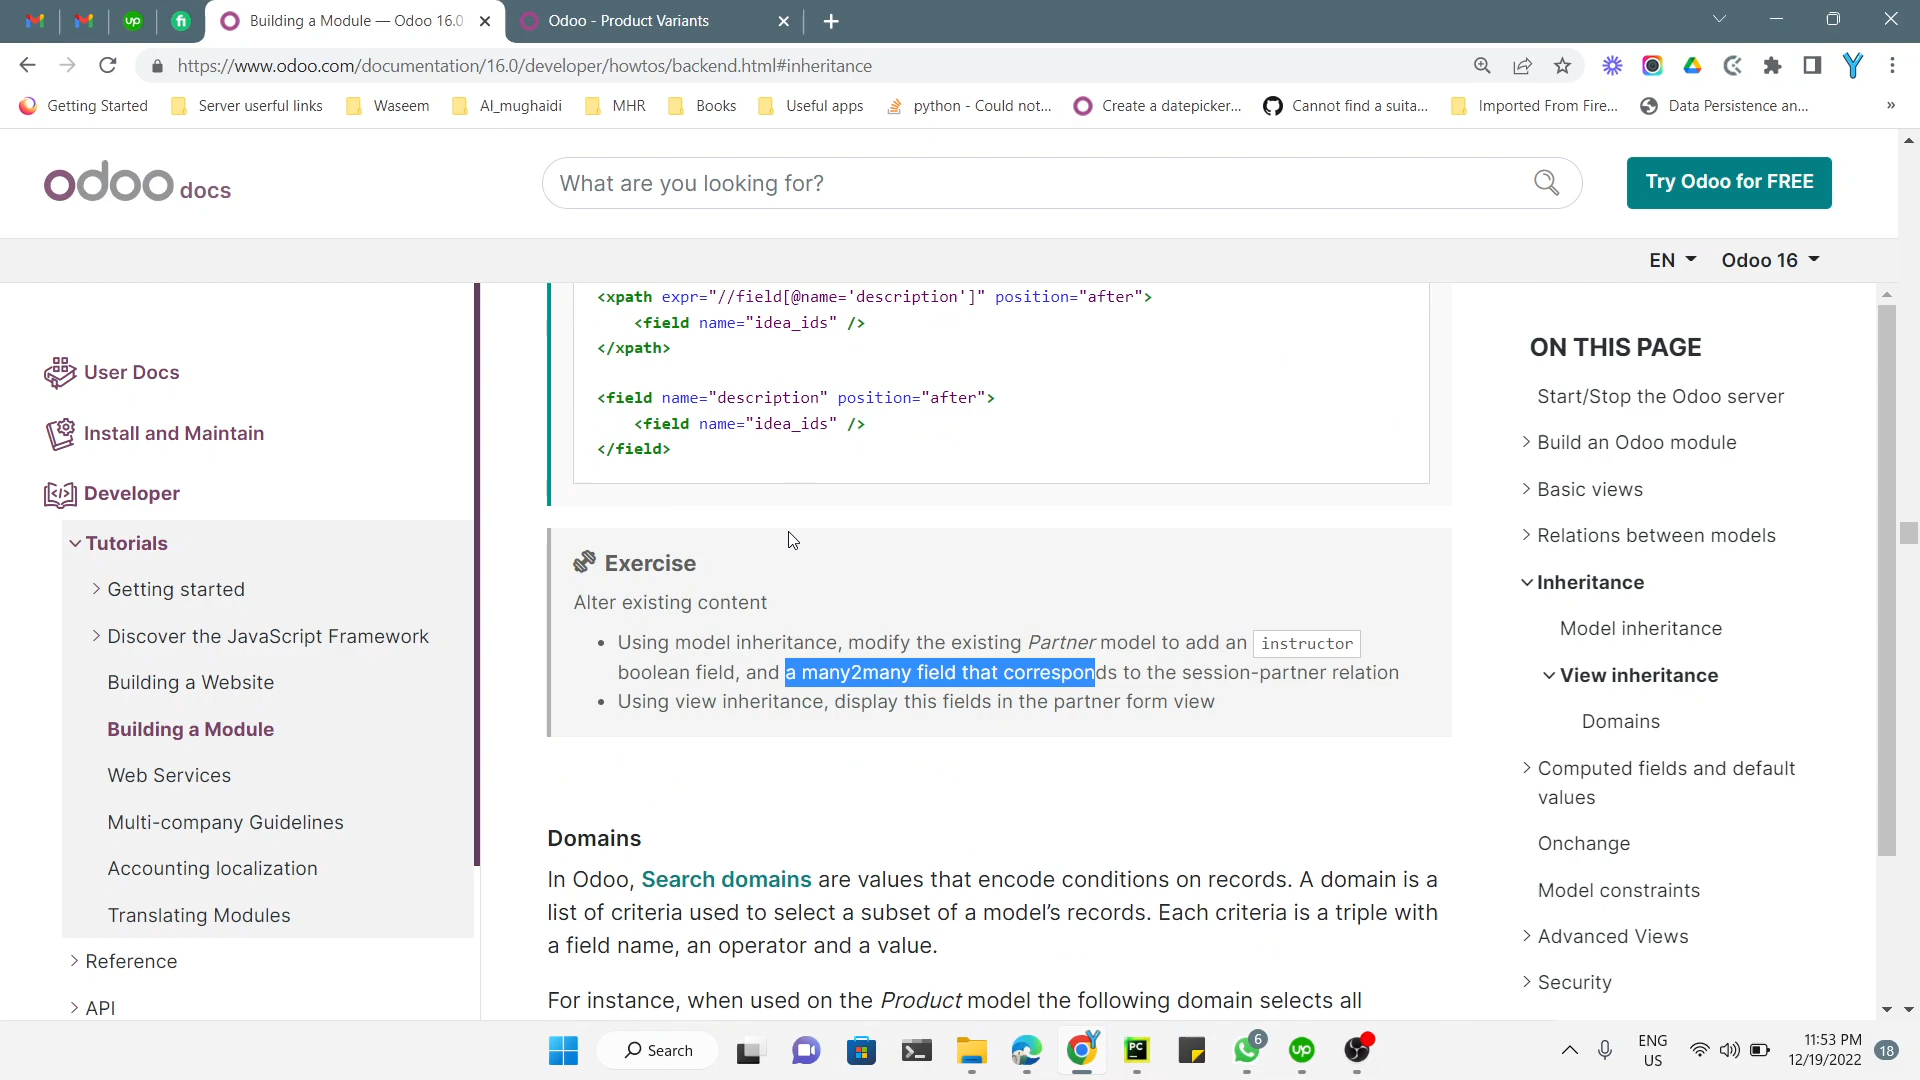 Building a Module — Odoo 16.0
Odoo - Product Variants
https://www.odoo.com/documentation/16.0/developer/howtos/backend.html#inheritance
Getting Started
Server useful links
Waseem
Al_mughaidi
MHR
Books
Useful apps
python - Could not...
Create a datepicker...
Cannot find a suita...
Imported From Fire...
Data Persistence an...
»
odoo docs
What are you looking for?
Try Odoo for FREE
EN
Odoo 16
User Docs
Install and Maintain
Developer
Tutorials
Getting started
Discover the JavaScript Framework
Building a Website
Building a Module
Web Services
Multi-company Guidelines
Accounting localization
Translating Modules
Reference
API
<xpath expr="//field[@name='description']" position="after">
<field name="idea_ids" />
</xpath>
<field name="description" position="after">
<field name="idea_ids" />
</field>
Exercise
Alter existing content
• Using model inheritance, modify the existing Partner model to add an instructor
boolean field, and a many2many field that corresponds to the session-partner relation
• Using view inheritance, display this fields in the partner form view
Domains
In Odoo, Search domains are values that encode conditions on records. A domain is a
list of criteria used to select a subset of a model’s records. Each criteria is a triple with
a field name, an operator and a value.
For instance, when used on the Product model the following domain selects all
ON THIS PAGE
Start/Stop the Odoo server
Build an Odoo module
Basic views
Relations between models
Inheritance
Model inheritance
View inheritance
Domains
Computed fields and default
values
Onchange
Model constraints
Advanced Views
Security
Search
PC
6
up
ENG
US
11:53 PM
12/19/2022
18